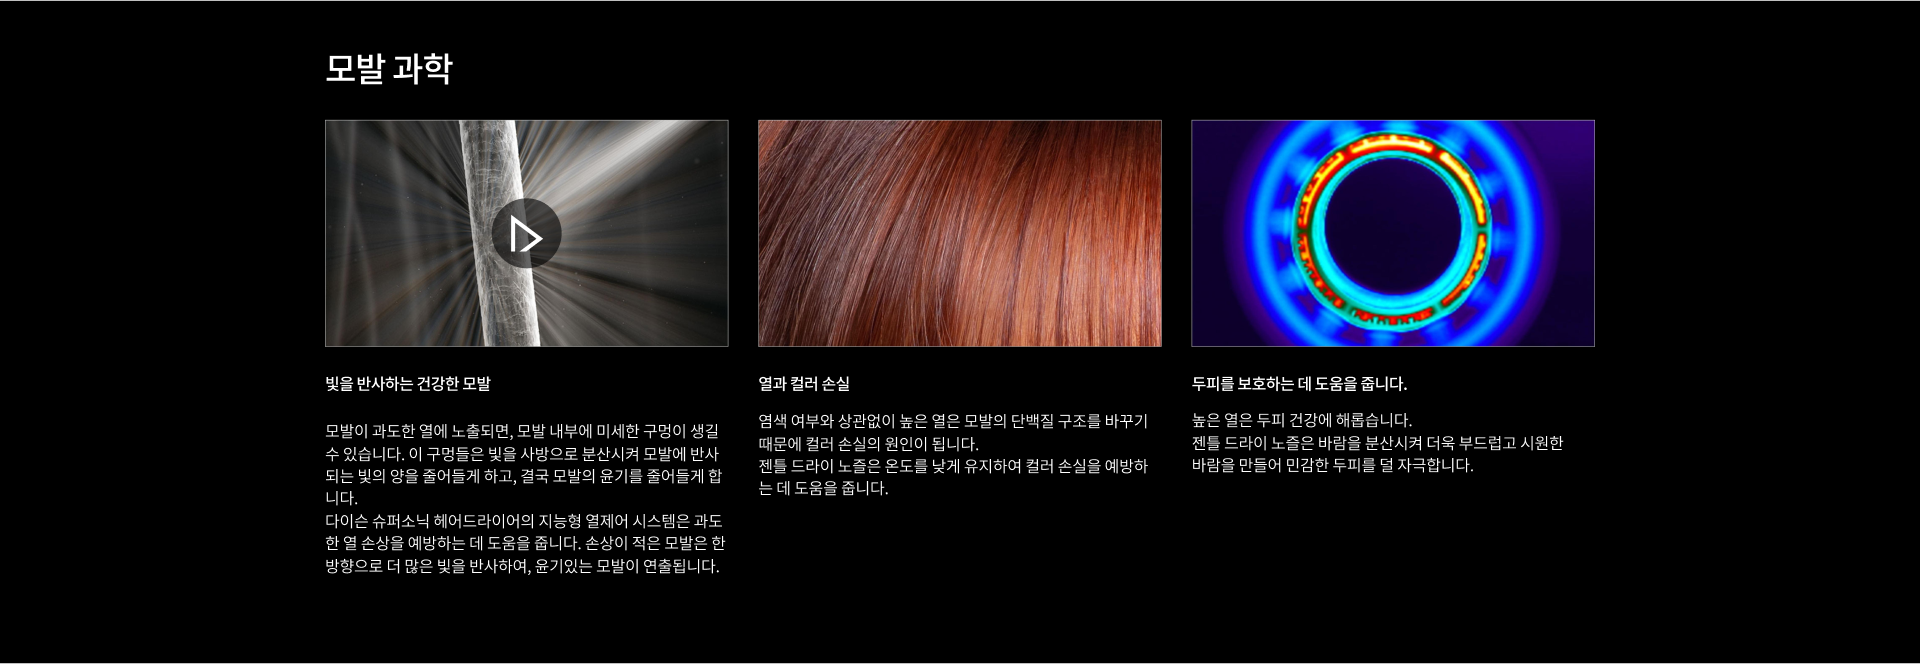 모발 과학
빛을 반사하는 건강한 모발
모발이 과도한 열에 노출되면, 모발 내부에 미세한 구멍이 생길
수 있습니다. 이 구멍들은 빛을 사방으로 분산시켜 모발에 반사
되는 빛의 양을 줄어들게 하고, 결국 모발의 윤기를 줄어들게 합
니다.
다이슨 슈퍼소닉 헤어드라이어의 지능형 열제어 시스템은 과도
한 열 손상을 예방하는 데 도움을 줍니다. 손상이 적은 모발은 한
방향으로 더 많은 빛을 반사하여, 윤기있는 모발이 연출됩니다.
열과 컬러 손실
염색 여부와 상관없이 높은 열은 모발의 단백질 구조를 바꾸기
때문에 컬러 손실의 원인이 됩니다.
젠틀 드라이 노즐은 온도를 낮게 유지하여 컬러 손실을 예방하
는 데 도움을 줍니다.
두피를 보호하는 데 도움을 줍니다.
높은 열은 두피 건강에 해롭습니다.
젠틀 드라이 노즐은 바람을 분산시켜 더욱 부드럽고 시원한
바람을 만들어 민감한 두피를 덜 자극합니다.